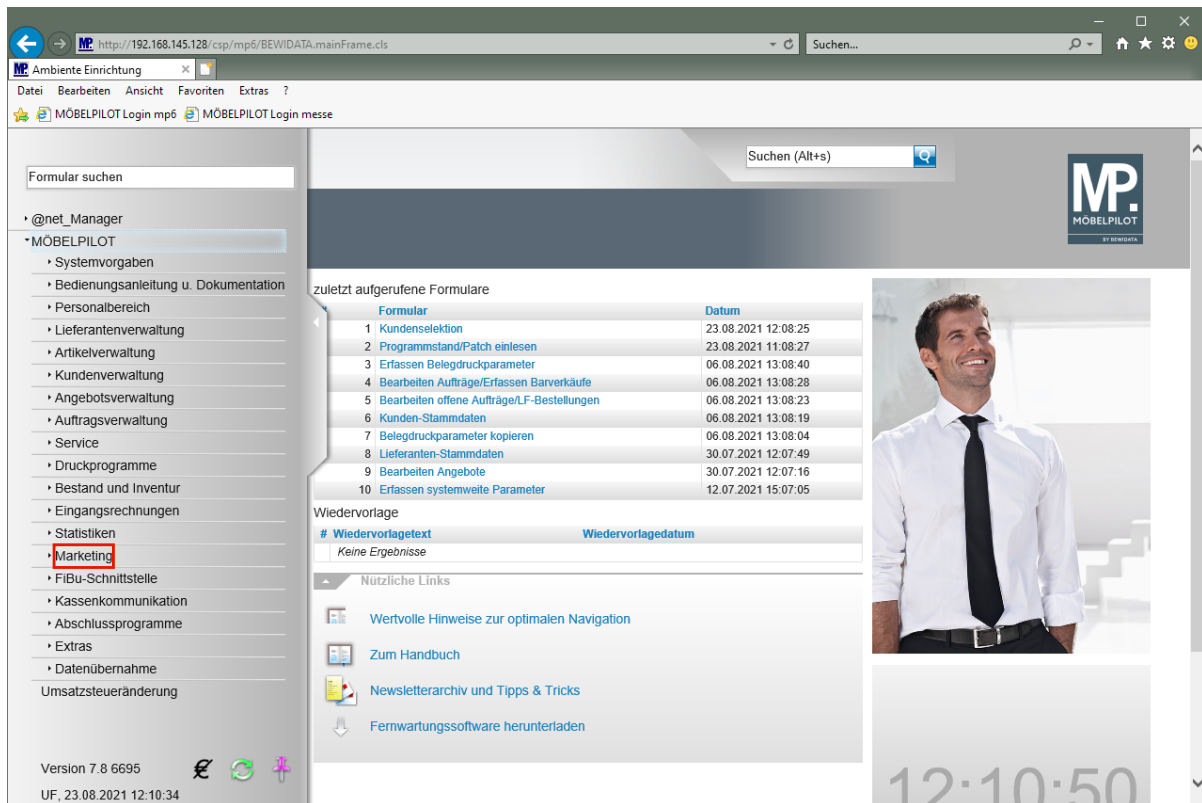 http://192.168.145.128/csp/mp6/BEWIDATA.mainFrame.cls
Suchen...
Ambiente Einrichtung
Datei Bearbeiten Ansicht Favoriten Extras ?
MÖBELPILOT Login mp6 MÖBELPILOT Login messe
Formular suchen
@net_Manager
MÖBELPILOT
Systemvorgaben
Bedienungsanleitung u. Dokumentation
Personalbereich
Lieferantenverwaltung
Artikelverwaltung
Kundenverwaltung
Angebotsverwaltung
Auftragsverwaltung
Service
Druckprogramme
Bestand und Inventur
Eingangsrechnungen
Statistiken
Marketing
FiBu-Schnittstelle
Kassenkommunikation
Abschlussprogramme
Extras
Datenübernahme
Umsatzsteueränderung
Version 7.8 6695
UF, 23.08.2021 12:10:34
Suchen (Alt+s)
MP.
MÖBELPILOT
BY BEWIDATA
zuletzt aufgerufene Formulare
Formular Datum
1 Kundenselektion 23.08.2021 12:08:25
2 Programmstand/Patch einlesen 23.08.2021 11:08:27
3 Erfassen Belegdruckparameter 06.08.2021 13:08:40
4 Bearbeiten Aufträge/Erfassen Barverkäufe 06.08.2021 13:08:28
5 Bearbeiten offene Aufträge/LF-Bestellungen 06.08.2021 13:08:23
6 Kunden-Stammdaten 06.08.2021 13:08:19
7 Belegdruckparameter kopieren 06.08.2021 13:08:04
8 Lieferanten-Stammdaten 30.07.2021 12:07:49
9 Bearbeiten Angebote 30.07.2021 12:07:16
10 Erfassen systemweite Parameter 12.07.2021 15:07:05
Wiedervorlage
# Wiedervorlagetext Wiedervorlagedatum
Keine Ergebnisse
Nützliche Links
Wertvolle Hinweise zur optimalen Navigation
Zum Handbuch
Newsletterarchiv und Tipps & Tricks
Fernwartungssoftware herunterladen
12:10:50